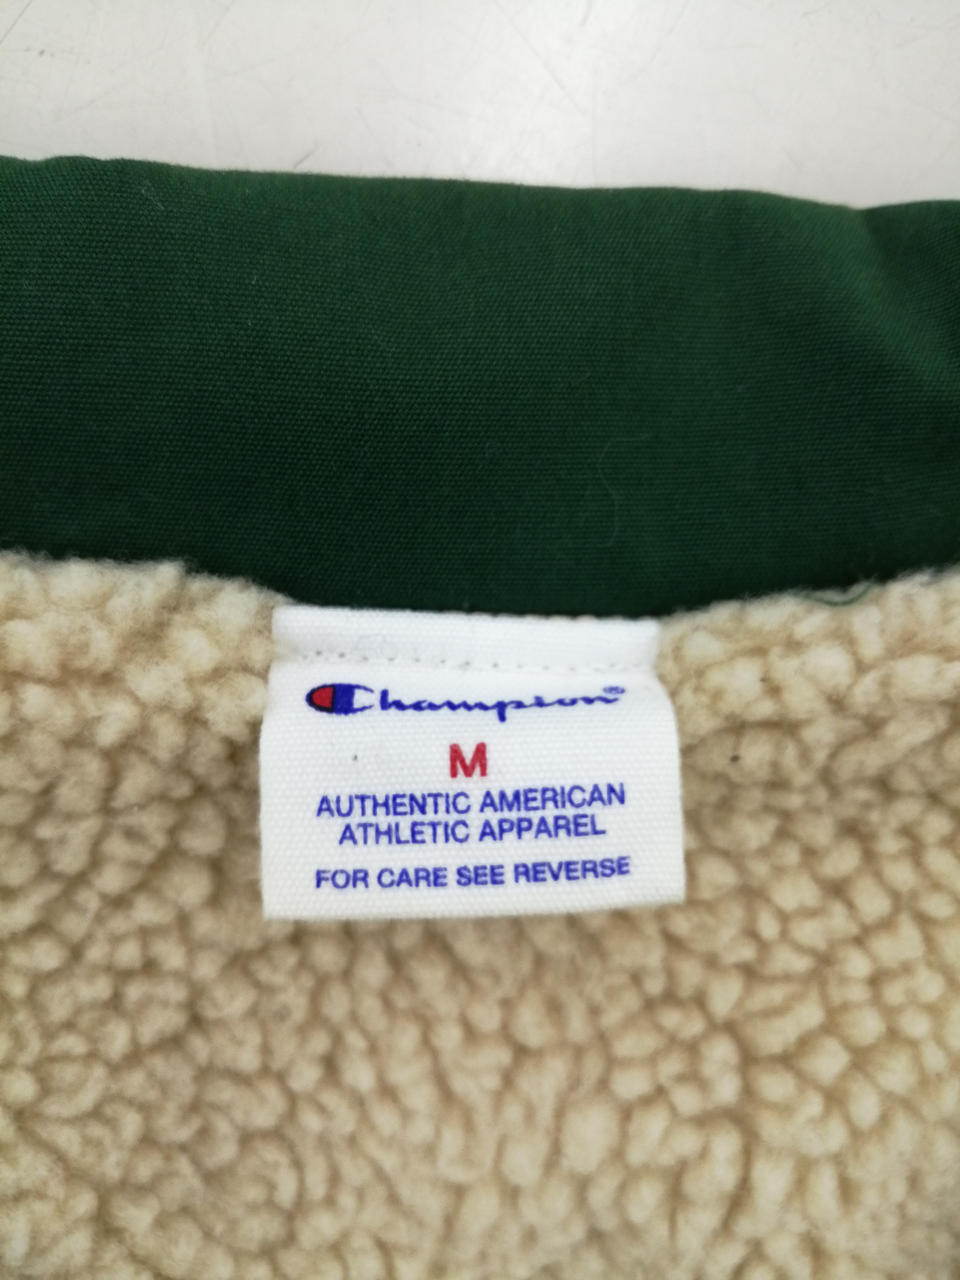 Champion®
M
AUTHENTIC AMERICAN
ATHLETIC APPAREL
FOR CARE SEE REVERSE